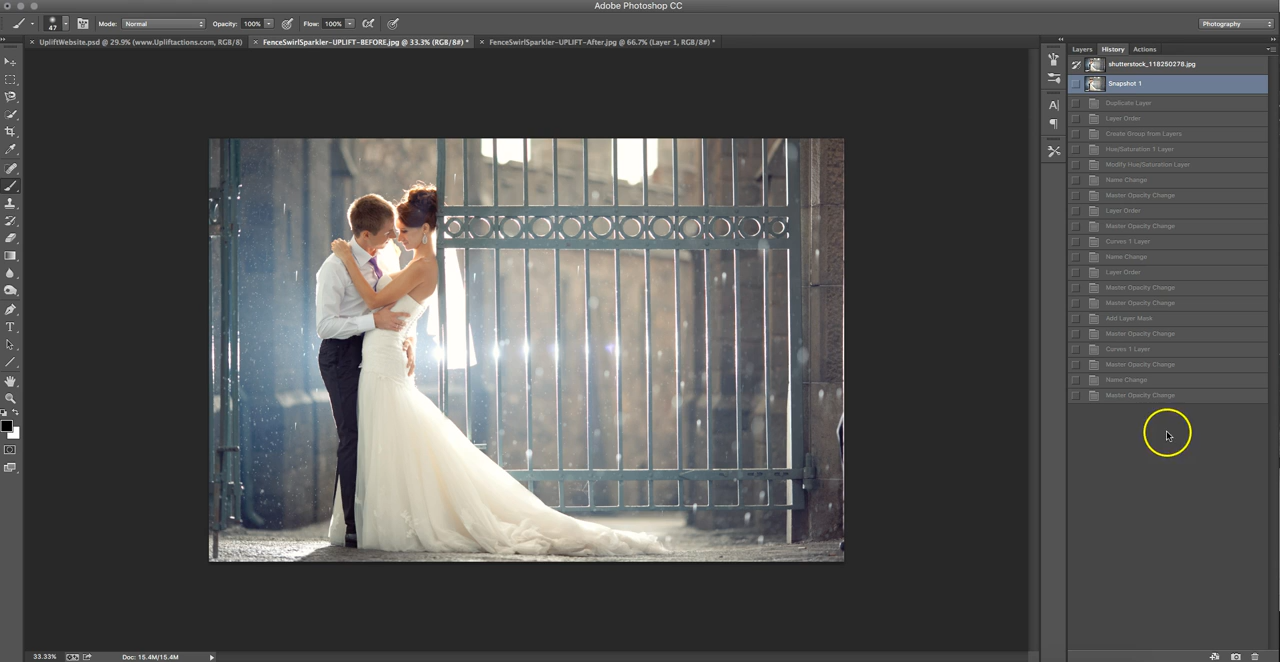 Adobe Photoshop CC
47
Mode: Normal
Opacity: 100%
Flow: 100%
Photography
× UpliftWebsite.psd @ 29.9% (www.Upliftactions.com, RGB/8)
× FenceSwirlSparkler-UPLIFT-BEFORE.jpg @ 33.3% (RGB/8#) *
× FenceSwirlSparkler-UPLIFT-After.jpg @ 66.7% (Layer 1, RGB/8#) *
Layers
History
Actions
shutterstock_118250278.jpg
Snapshot 1
Duplicate Layer
Layer Order
Create Group from Layers
Hue/Saturation 1 Layer
Modify Hue/Saturation Layer
Name Change
Master Opacity Change
Layer Order
Master Opacity Change
Curves 1 Layer
Name Change
Layer Order
Master Opacity Change
Master Opacity Change
Add Layer Mask
Master Opacity Change
Curves 1 Layer
Master Opacity Change
Name Change
Master Opacity Change
33.33%
Doc: 15.4M/15.4M